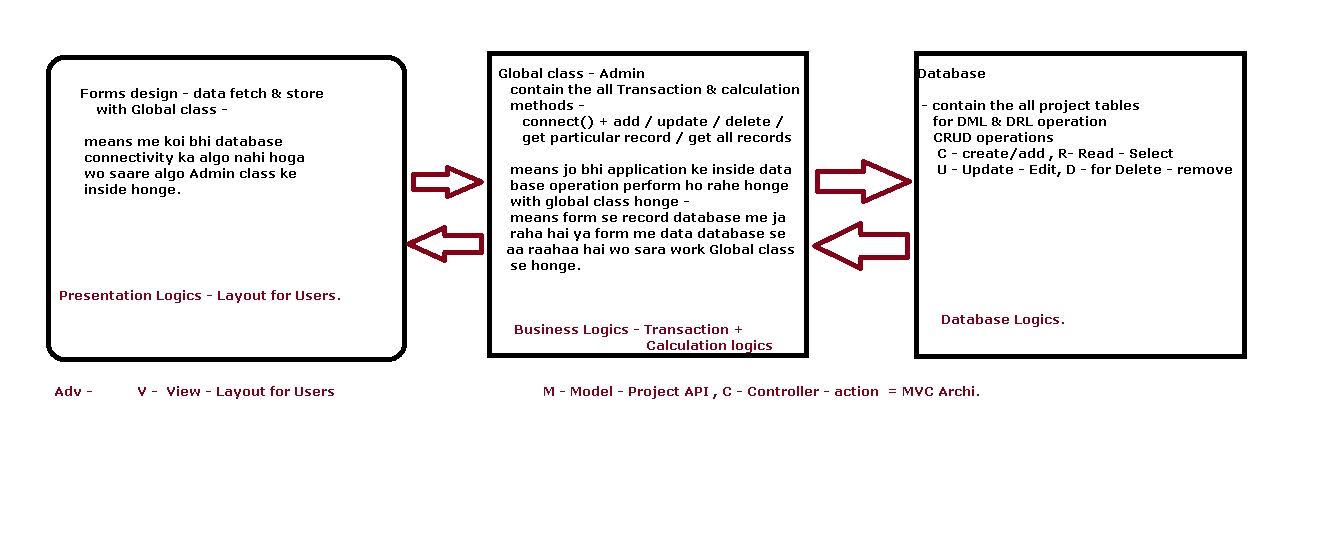 Forms design - data fetch & store
with Global class -
means me koi bhi database
connectivity ka algo nahi hoga
wo saare algo Admin class ke
inside honge.
Presentation Logics - Layout for Users.
Global class - Admin
contain the all Transaction & calculation
methods -
connect() + add / update / delete /
get particular record / get all records
means jo bhi application ke inside data
base operation perform ho rahe honge
with global class honge -
means form se record database me ja
raha hai ya form me data database se
aa raahaa hai wo sara work Global class
se honge.
Business Logics - Transaction +
Calculation logics
Database
- contain the all project tables
for DML & DRL operation
CRUD operations
C - create/add , R- Read - Select
U - Update - Edit, D - for Delete - remove
Database Logics.
Adv - V - View - Layout for Users
M - Model - Project API , C - Controller - action = MVC Archi.